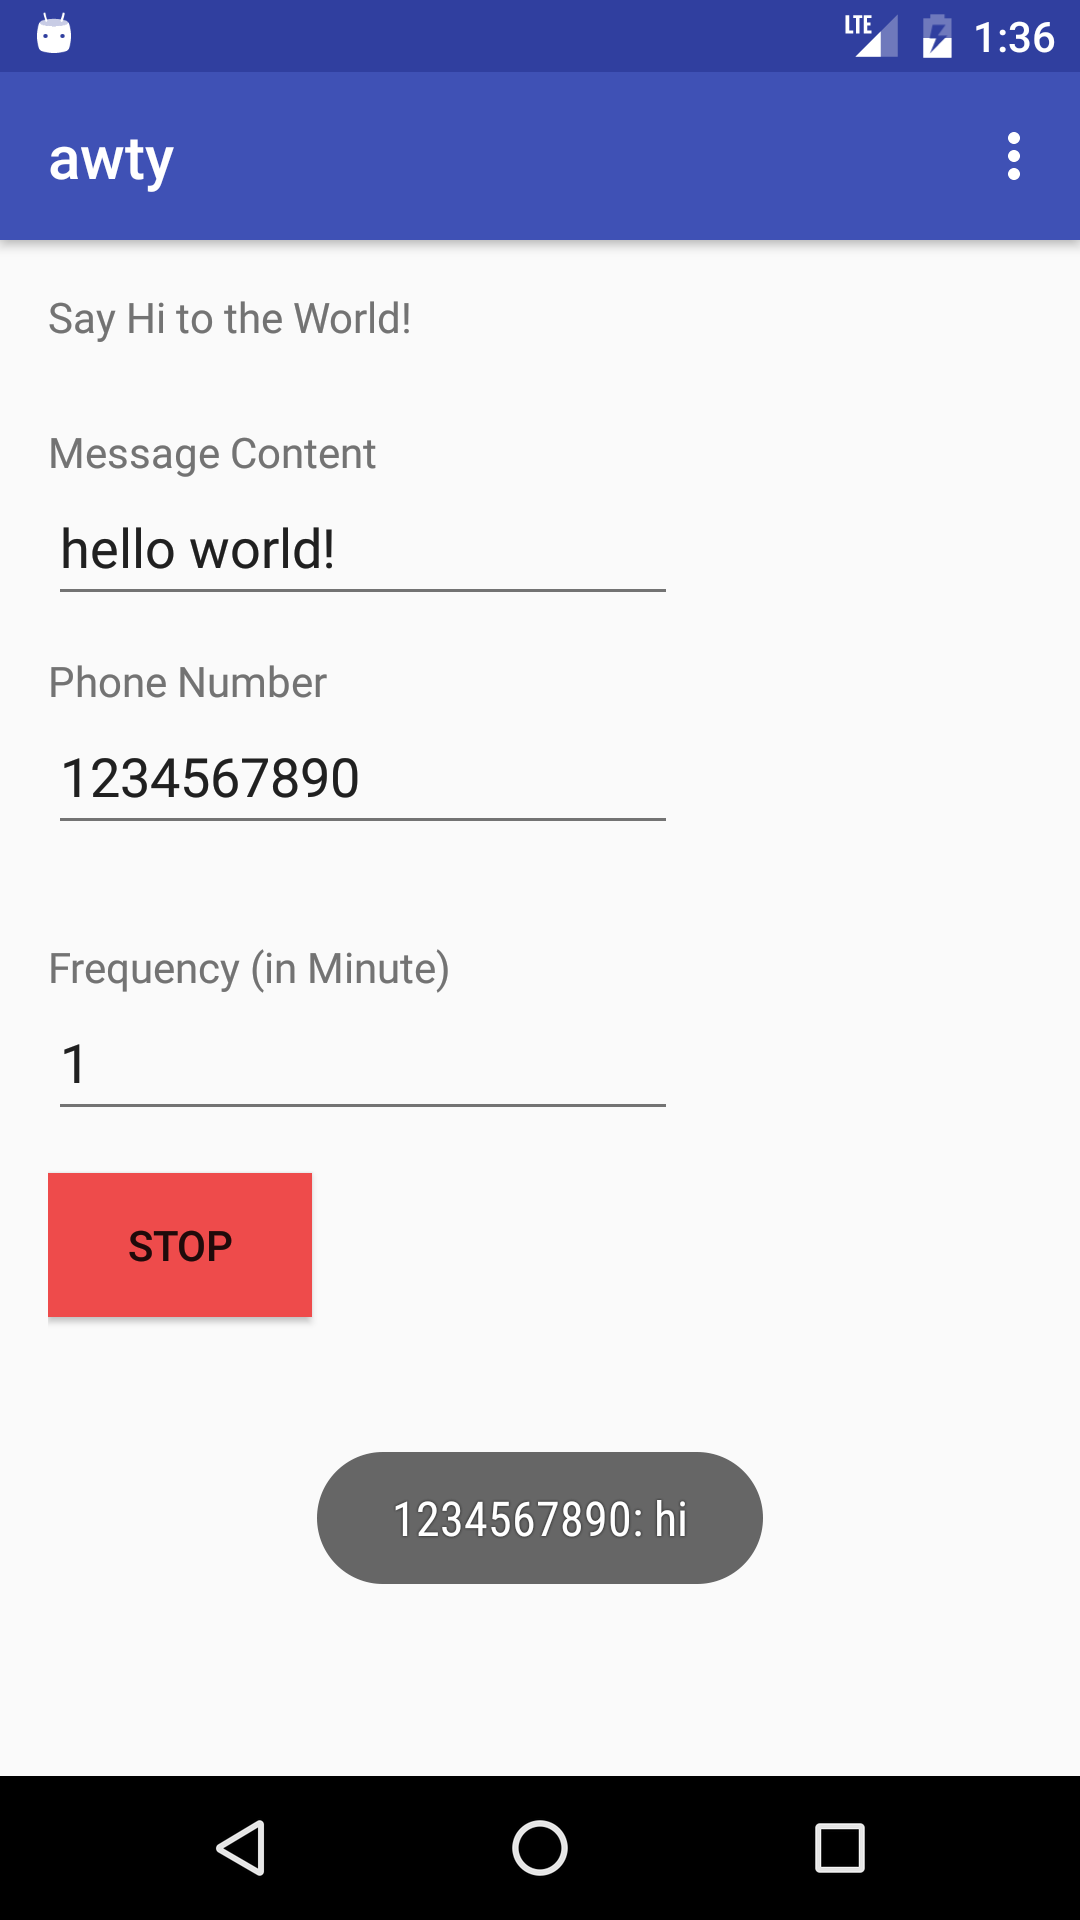 LTE 1:36
awty
Say Hi to the World!
Message Content
hello world!
Phone Number
1234567890
Frequency (in Minute)
1
STOP
1234567890: hi